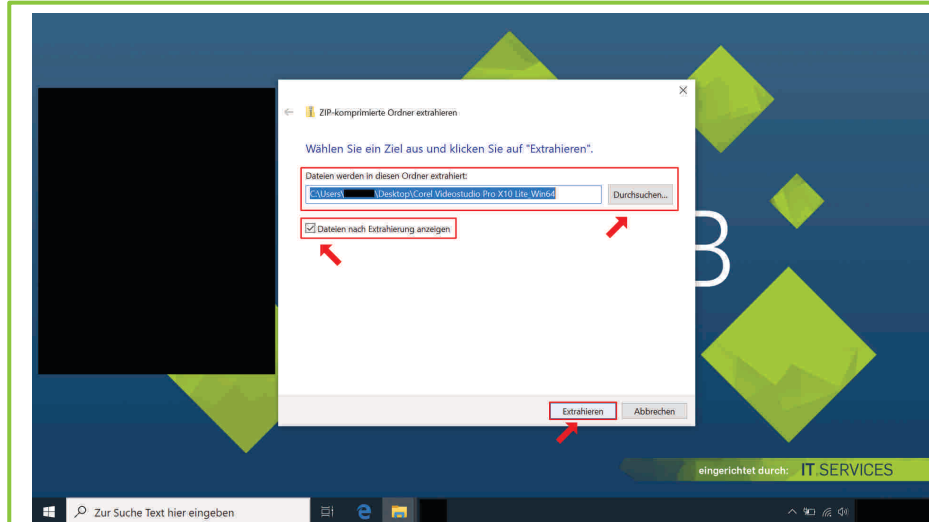 ZIP-komprimierte Ordner extrahieren
Wählen Sie ein Ziel aus und klicken Sie auf "Extrahieren".
Dateien werden in diesen Ordner extrahiert:
C:\Users\ \Desktop\Corel Videostudio Pro X10 Lite_Win64
Durchsuchen...
Dateien nach Extrahierung anzeigen
B
Extrahieren
Abbrechen
eingerichtet durch: IT.SERVICES
Zur Suche Text hier eingeben